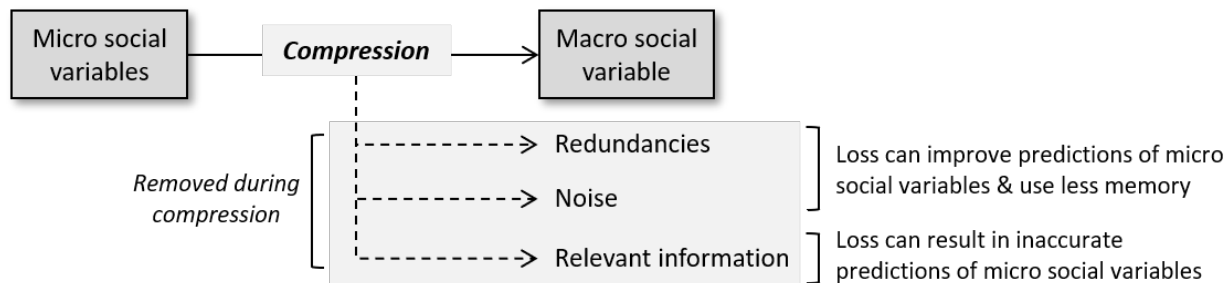 Micro social
variables
Compression
Macro social
variable
Removed during
compression
Redundancies
Noise
Relevant information
Loss can improve predictions of micro
social variables & use less memory
Loss can result in inaccurate
predictions of micro social variables